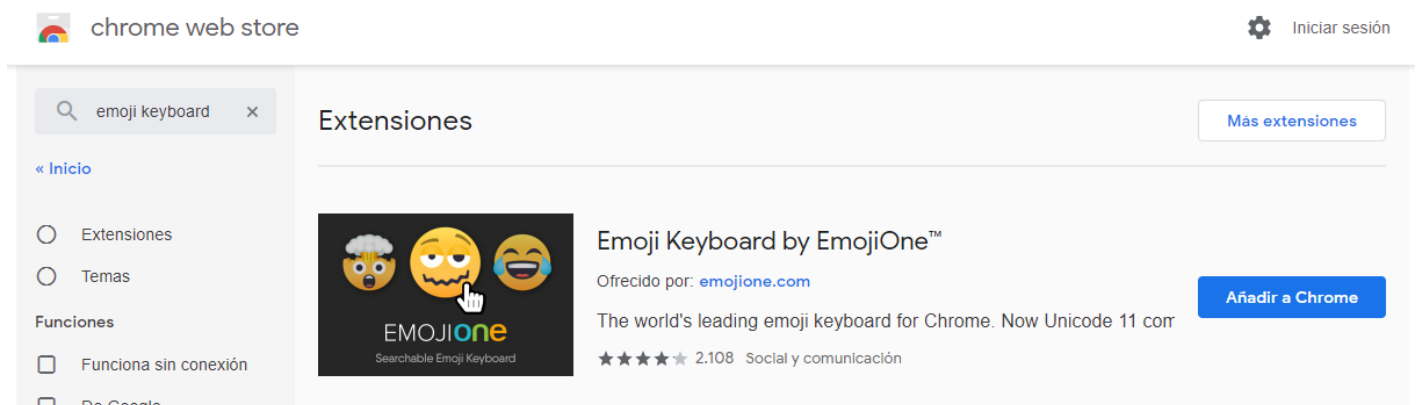 chrome web store
Iniciar sesión
emoji keyboard ×
« Inicio
Extensiones
Temas
Funciones
Funciona sin conexión
De Google
Extensiones
Más extensiones
EMOJIone
Searchable Emoji Keyboard
Emoji Keyboard by EmojiOne™
Ofrecido por: emojione.com
The world's leading emoji keyboard for Chrome. Now Unicode 11 com
2.108 Social y comunicación
Añadir a Chrome